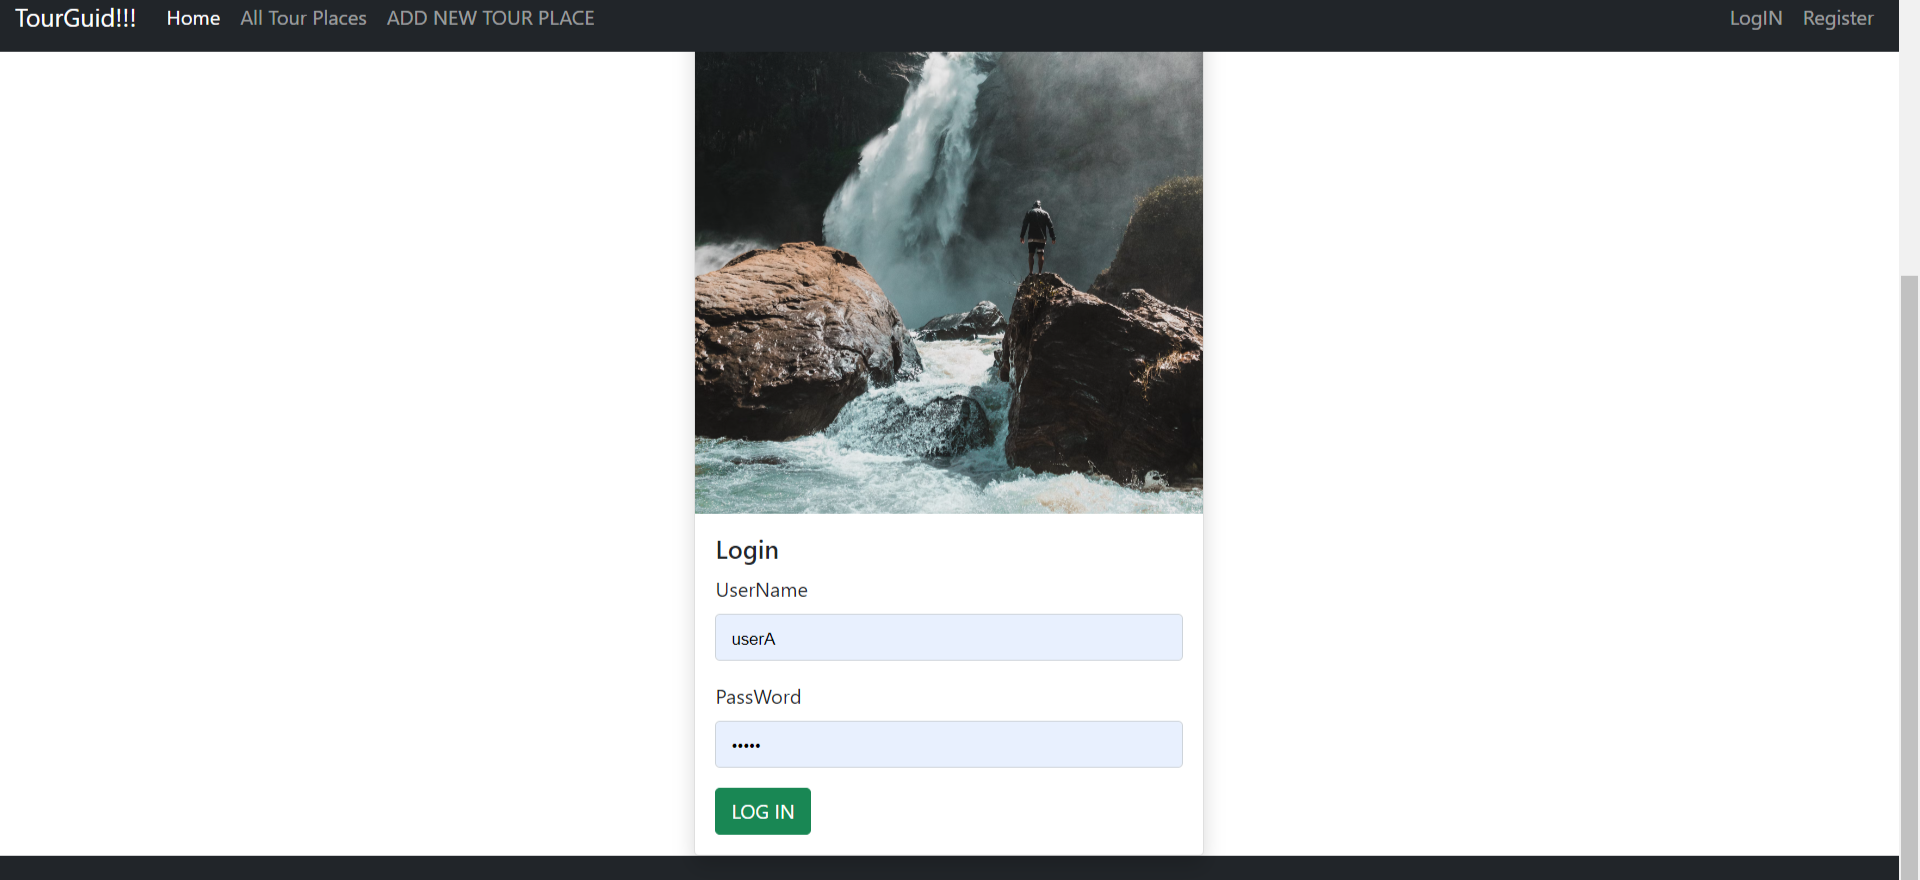 TourGuid!!! Home All Tour Places ADD NEW TOUR PLACE LogIN Register
Login
UserName
userA
PassWord
•••••
LOG IN